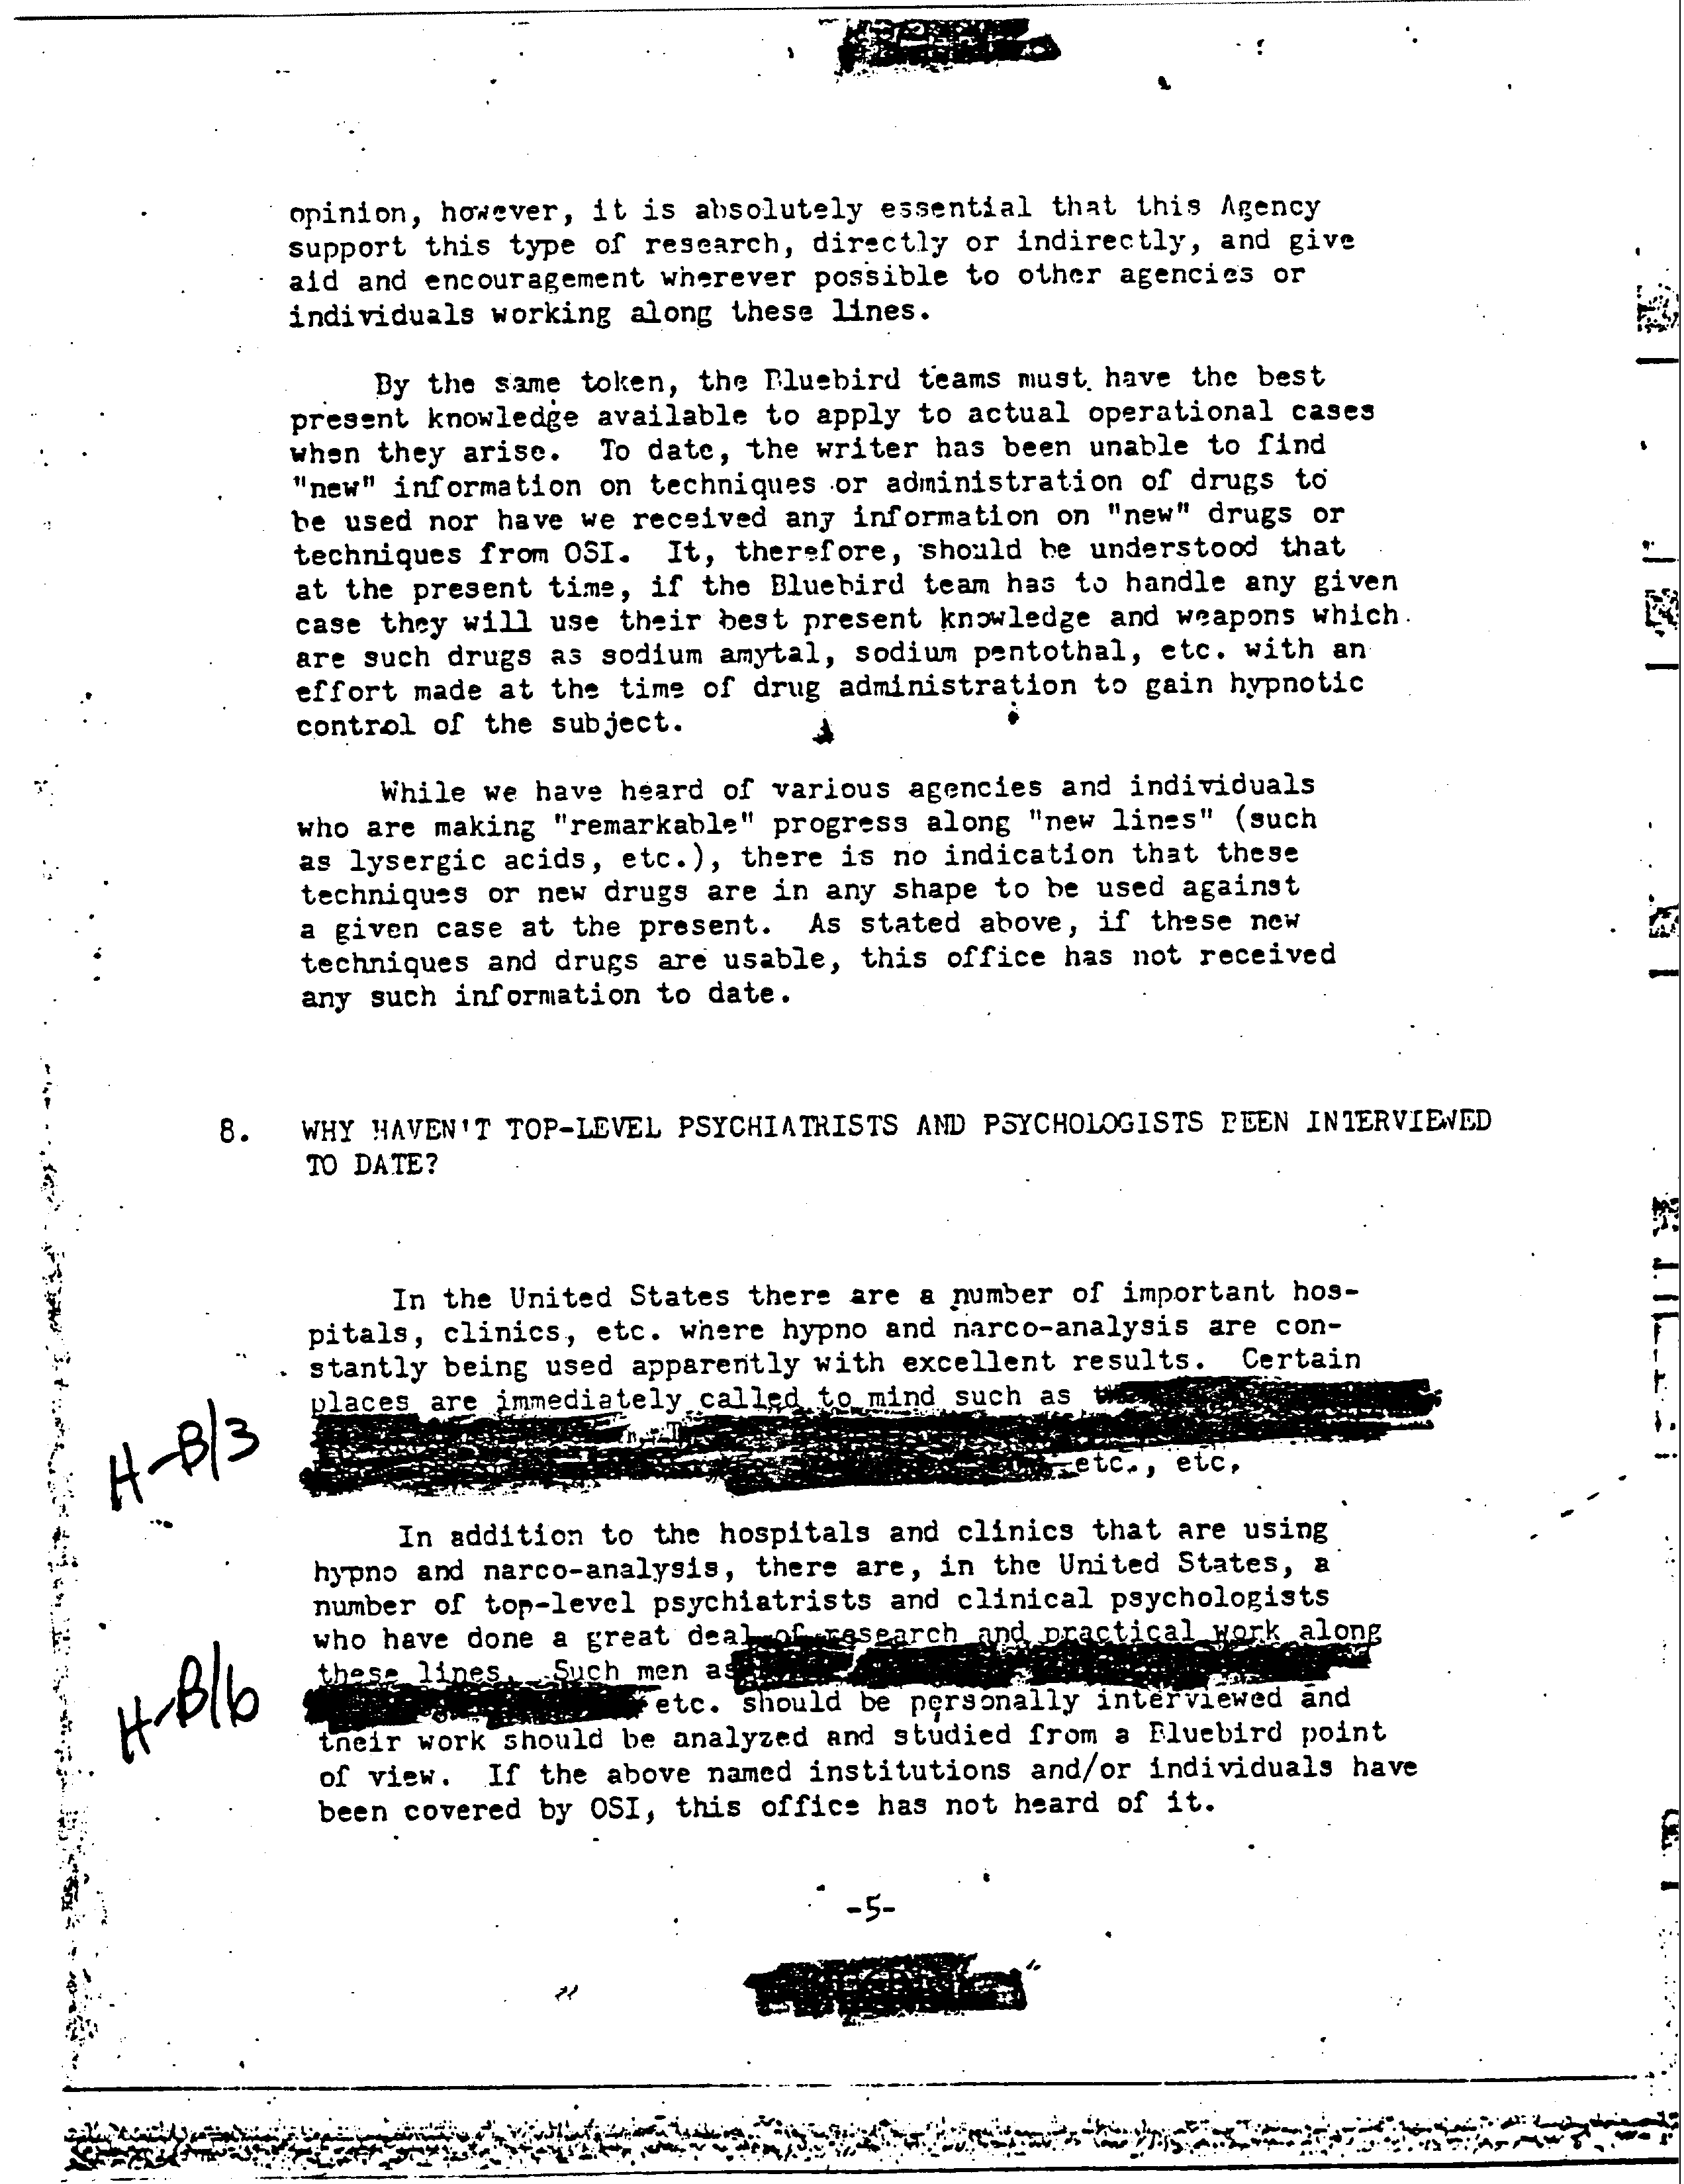 opinion, however, it is absolutely essential that this Agency
support this type of research, directly or indirectly, and give
aid and encouragement wherever possible to other agencies or
individuals working along these lines.
By the same token, the Bluebird teams must have the best
present knowledge available to apply to actual operational cases
when they arise. To date, the writer has been unable to find
"new" information on techniques or administration of drugs to
be used nor have we received any information on "new" drugs or
techniques from OSI. It, therefore, should be understood that
at the present time, if the Bluebird team has to handle any given
case they will use their best present knowledge and weapons which
are such drugs as sodium amytal, sodium pentothal, etc. with an
effort made at the time of drug administration to gain hypnotic
control of the subject.
While we have heard of various agencies and individuals
who are making "remarkable" progress along "new lines" (such
as lysergic acids, etc.), there is no indication that these
techniques or new drugs are in any shape to be used against
a given case at the present. As stated above, if these new
techniques and drugs are usable, this office has not received
any such information to date.
8. WHY HAVEN'T TOP-LEVEL PSYCHIATRISTS AND PSYCHOLOGISTS BEEN INTERVIEWED
TO DATE?
In the United States there are a number of important hos-
pitals, clinics, etc. where hypno and narco-analysis are con-
stantly being used apparently with excellent results. Certain
places are immediately called to mind such as
H-B/3
etc., etc.
In addition to the hospitals and clinics that are using
hypno and narco-analysis, there are, in the United States, a
number of top-level psychiatrists and clinical psychologists
who have done a great deal of research and practical work along
these lines. Such men as
H-B/6
etc. should be personally interviewed and
their work should be analyzed and studied from a Bluebird point
of view. If the above named institutions and/or individuals have
been covered by OSI, this office has not heard of it.
-5-